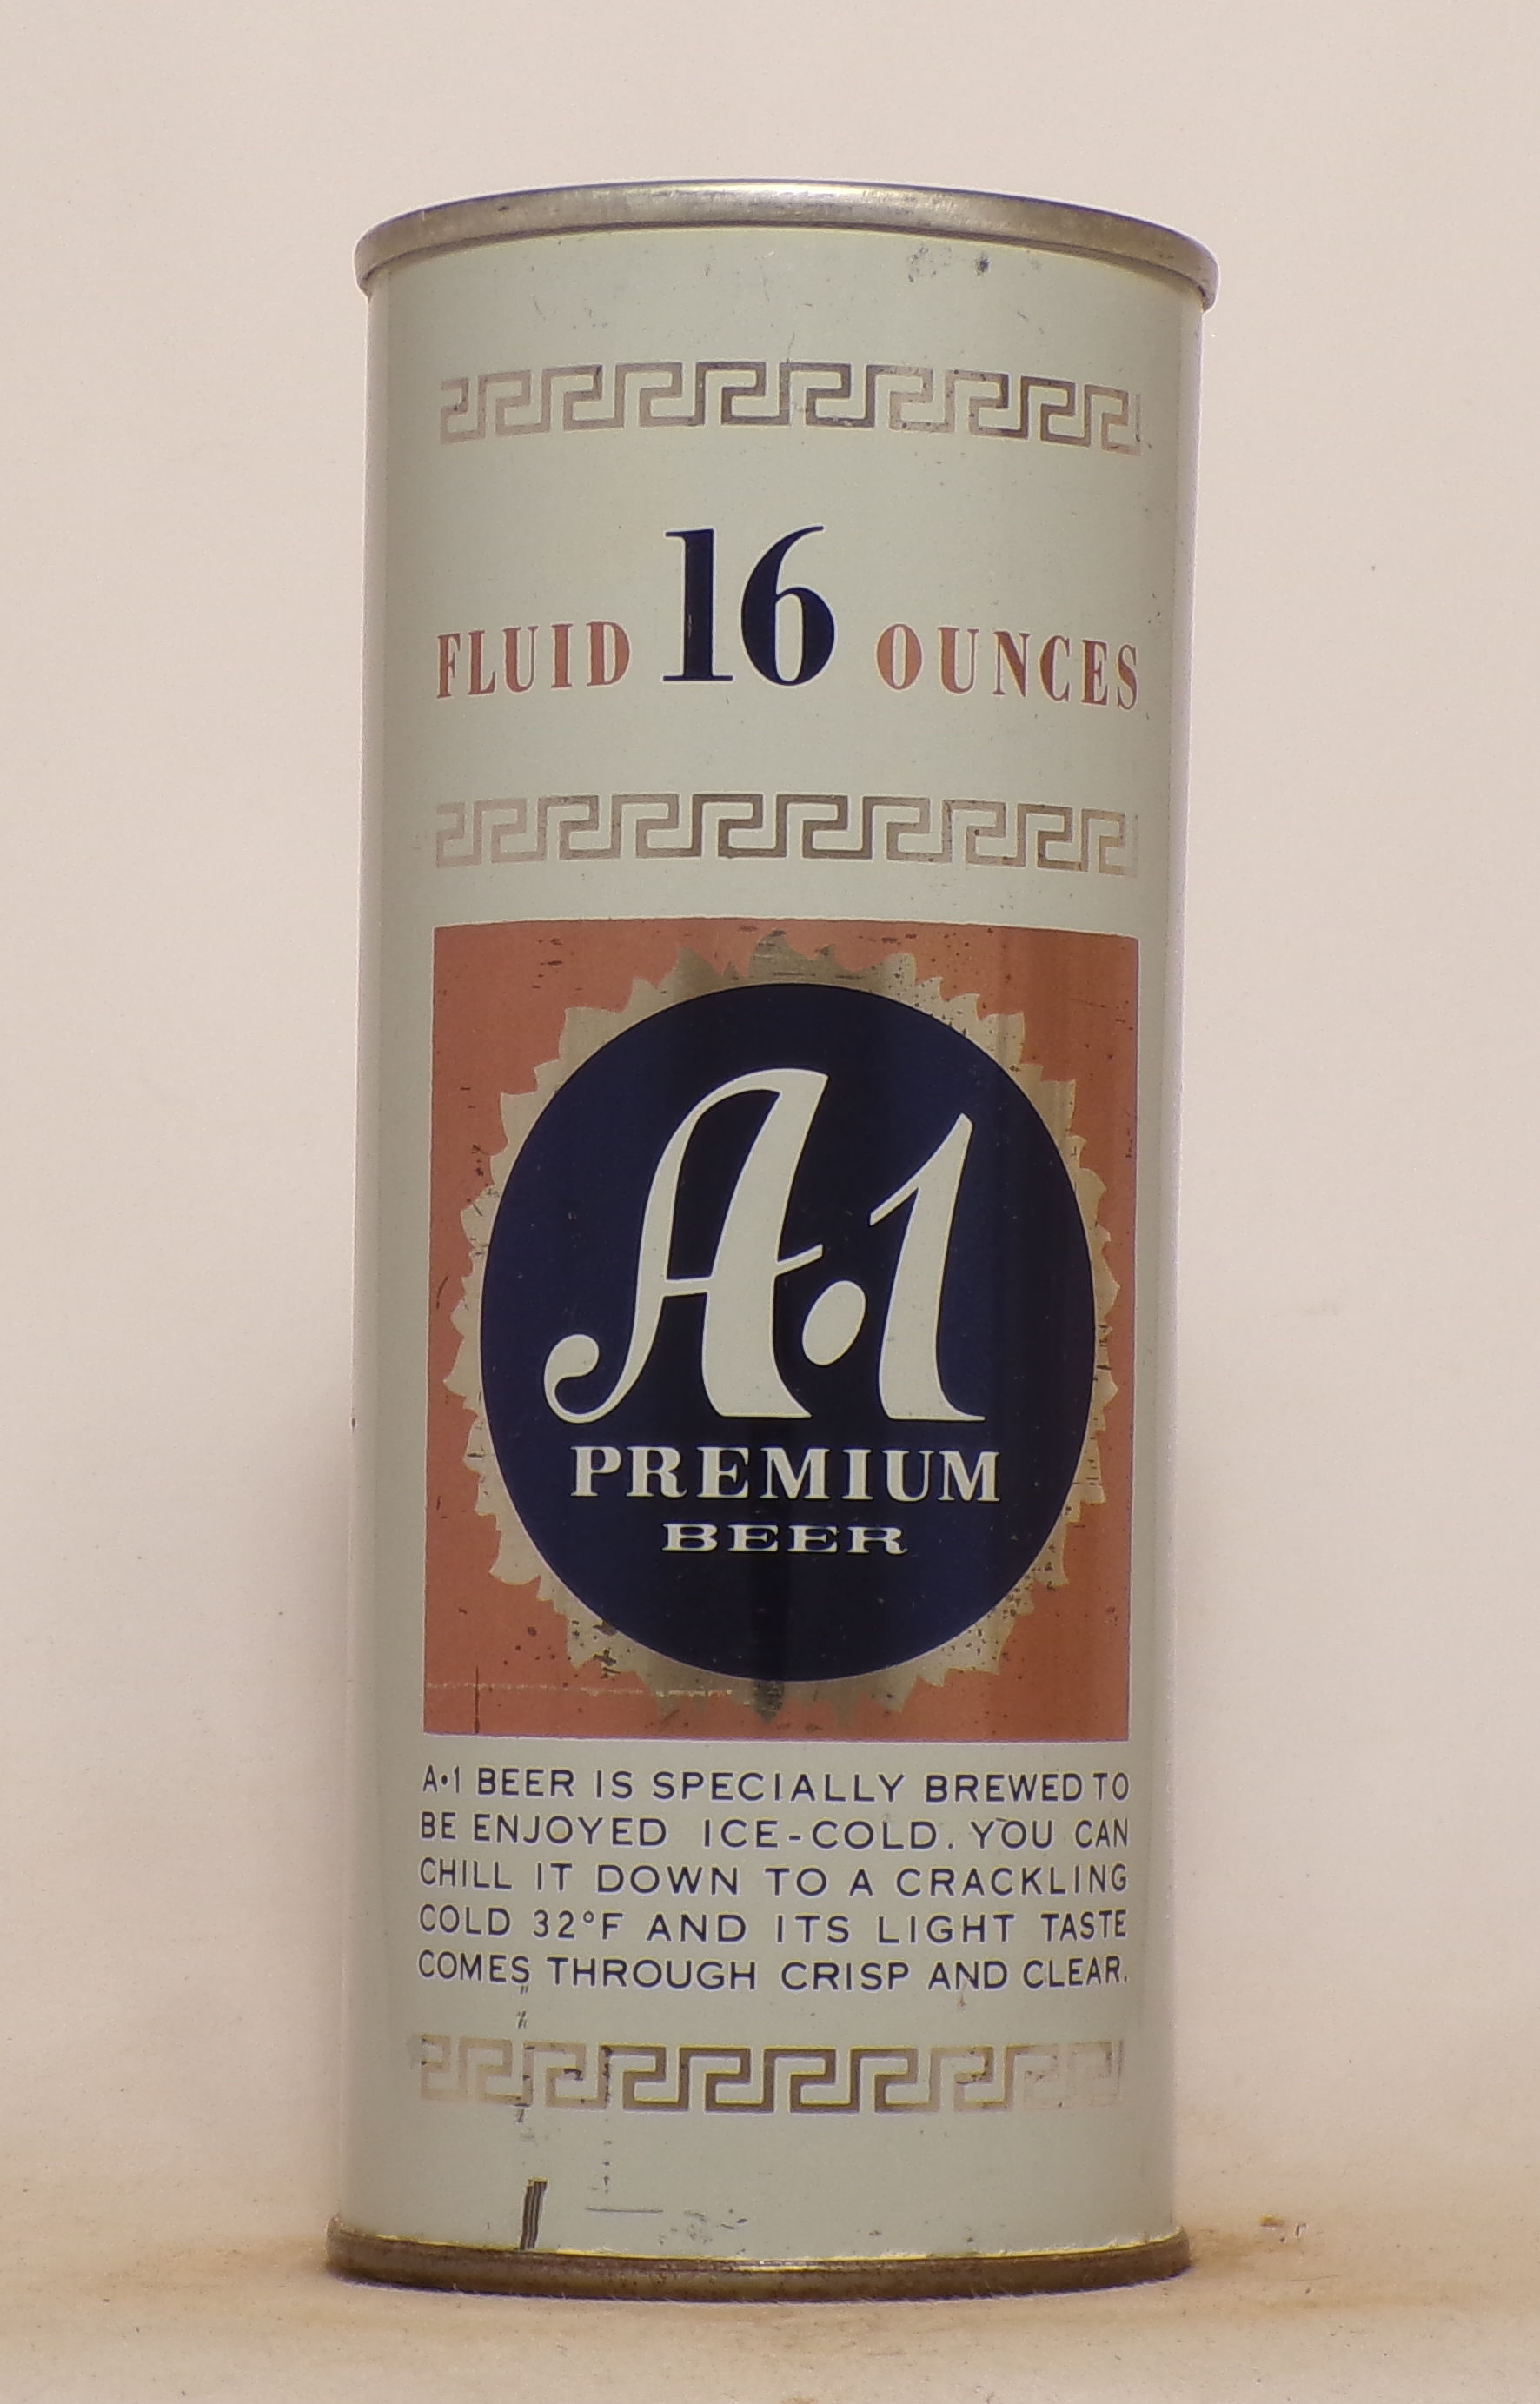 FLUID 16 OUNCES
A·1
PREMIUM
BEER
A·1 BEER IS SPECIALLY BREWED TO
BE ENJOYED ICE-COLD. YOU CAN
CHILL IT DOWN TO A CRACKLING
COLD 32°F AND ITS LIGHT TASTE
COMES THROUGH CRISP AND CLEAR.